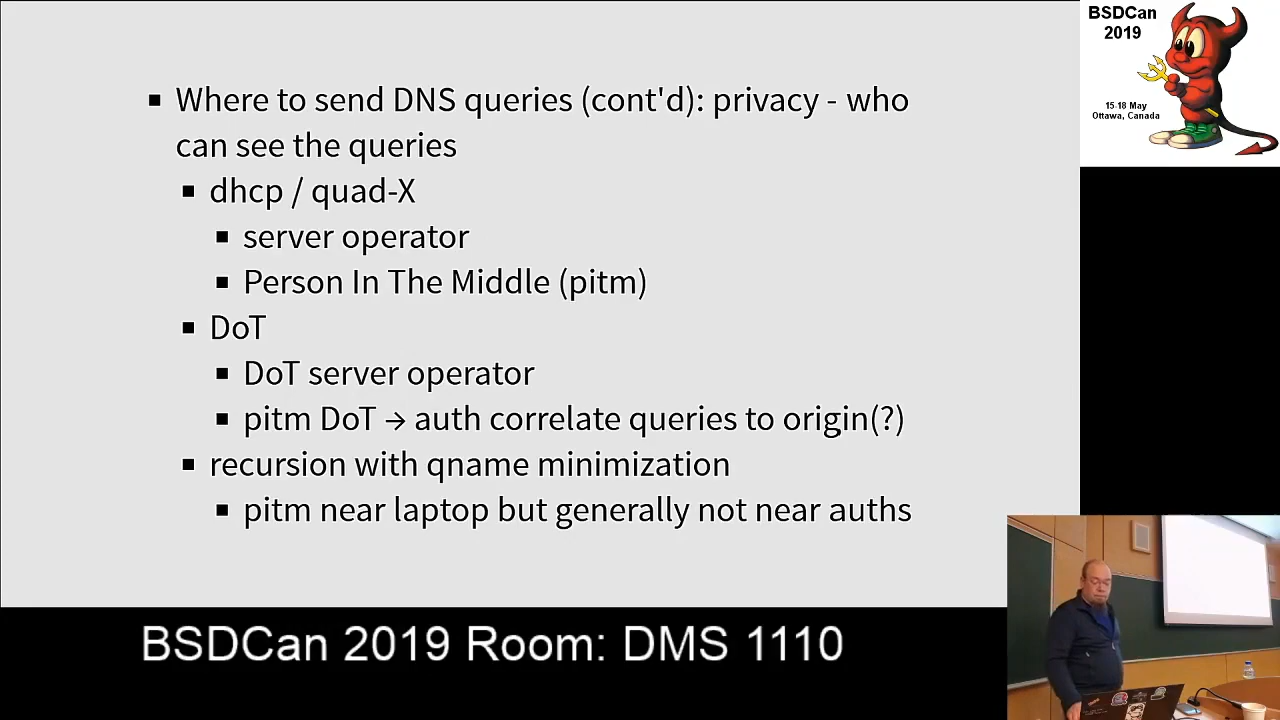 Where to send DNS queries (cont'd): privacy - who
can see the queries
dhcp / quad-X
server operator
Person In The Middle (pitm)
DoT
DoT server operator
pitm DoT → auth correlate queries to origin(?)
recursion with qname minimization
pitm near laptop but generally not near auths
BSDCan
2019
15-18 May
Ottawa, Canada
BSDCan 2019 Room: DMS 1110